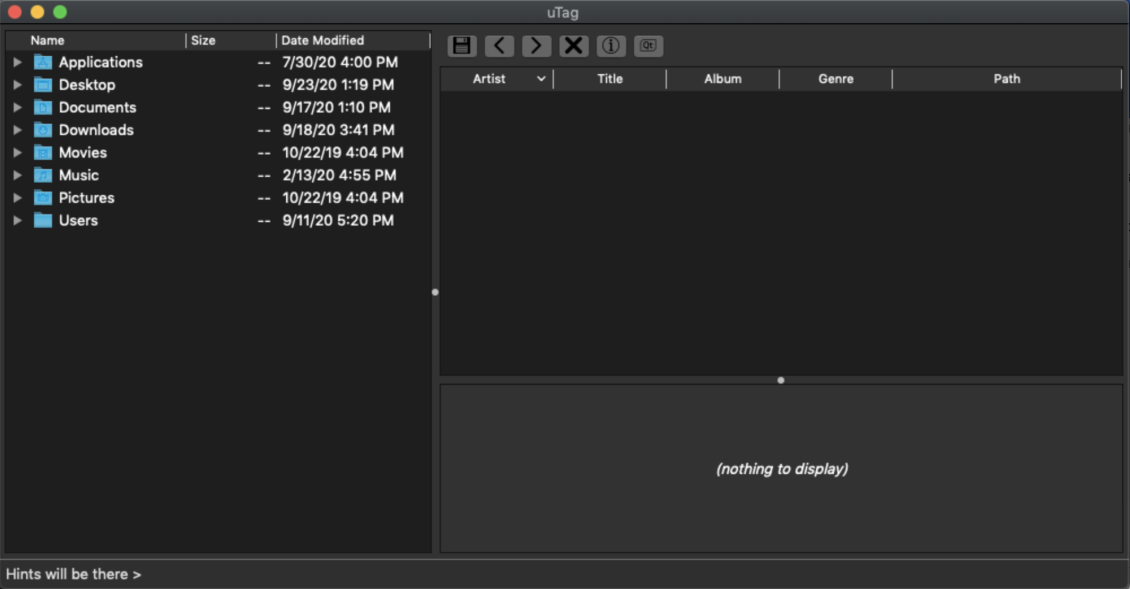 uTag
Name Size Date Modified
Applications -- 7/30/20 4:00 PM
Desktop -- 9/23/20 1:19 PM
Documents -- 9/17/20 1:10 PM
Downloads -- 9/18/20 3:41 PM
Movies -- 10/22/19 4:04 PM
Music -- 2/13/20 4:55 PM
Pictures -- 10/22/19 4:04 PM
Users -- 9/11/20 5:20 PM
Qt
Artist Title Album Genre Path
(nothing to display)
Hints will be there >